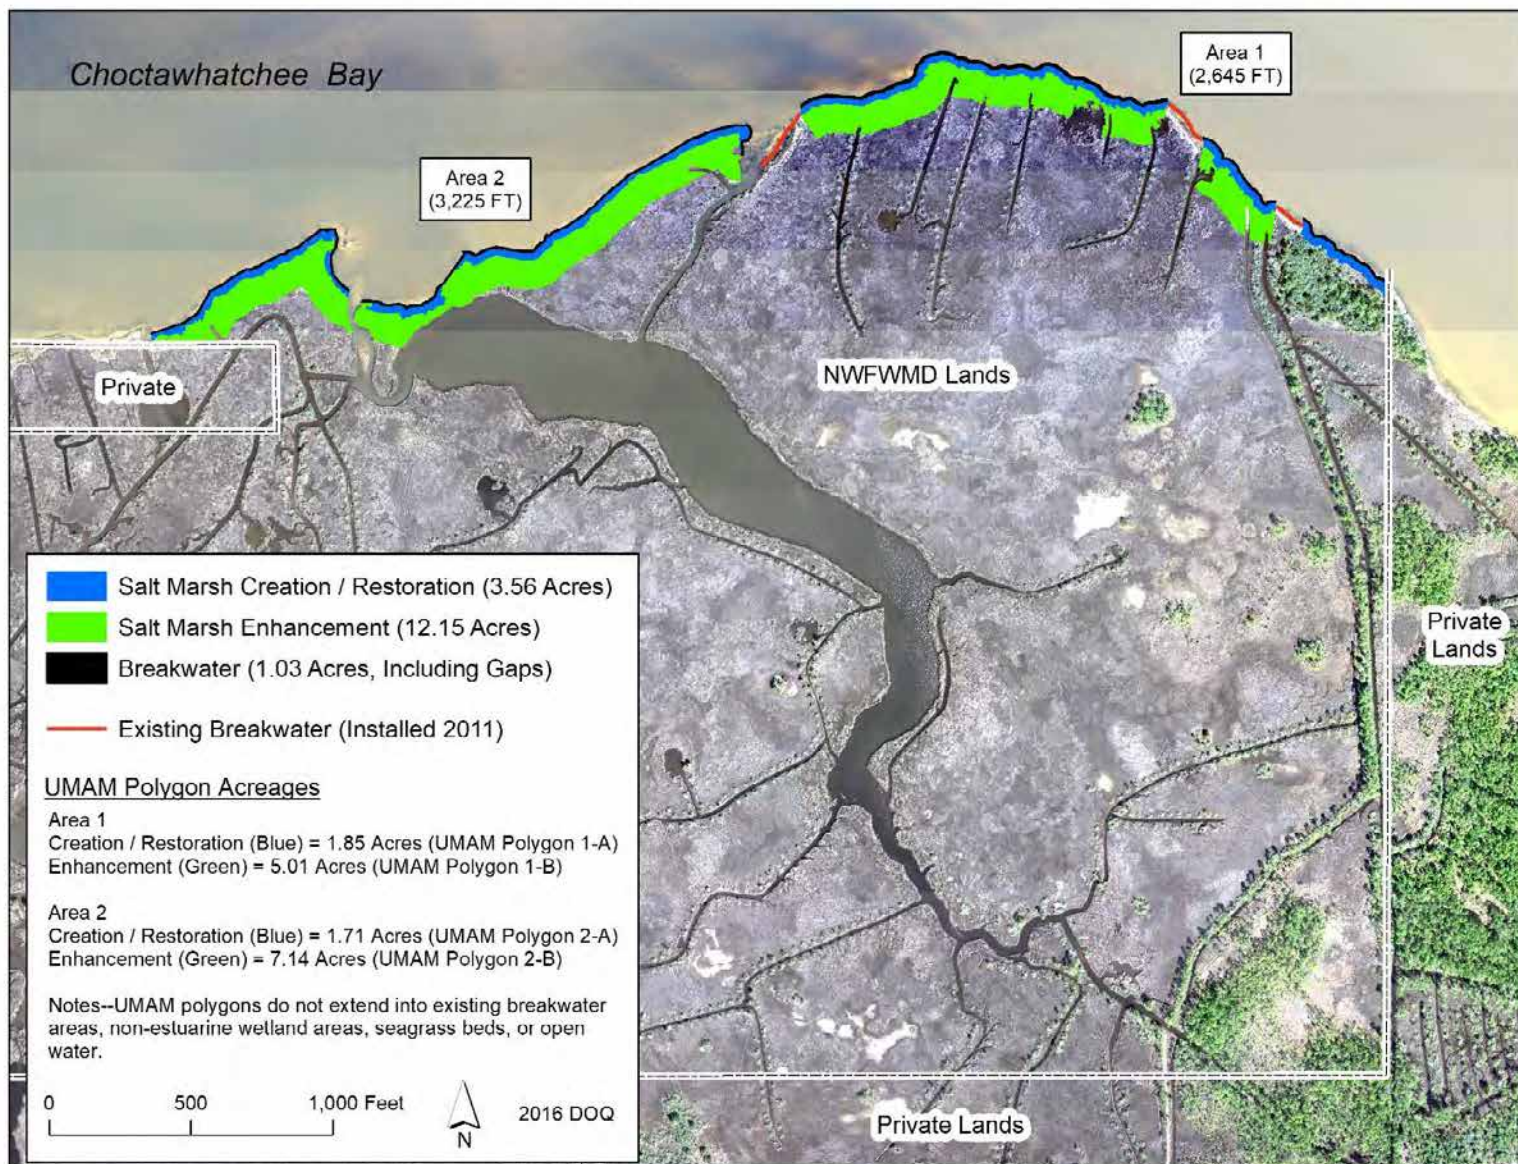 Choctawhatchee Bay
Area 1
(2,645 FT)
Area 2
(3,225 FT)
Private
NWFWMD Lands
Private
Lands
Private Lands
Salt Marsh Creation / Restoration (3.56 Acres)
Salt Marsh Enhancement (12.15 Acres)
Breakwater (1.03 Acres, Including Gaps)
Existing Breakwater (Installed 2011)
UMAM Polygon Acreages
Area 1
Creation / Restoration (Blue) = 1.85 Acres (UMAM Polygon 1-A)
Enhancement (Green) = 5.01 Acres (UMAM Polygon 1-B)
Area 2
Creation / Restoration (Blue) = 1.71 Acres (UMAM Polygon 2-A)
Enhancement (Green) = 7.14 Acres (UMAM Polygon 2-B)
Notes--UMAM polygons do not extend into existing breakwater
areas, non-estuarine wetland areas, seagrass beds, or open
water.
0 500 1,000 Feet
N
2016 DOQ